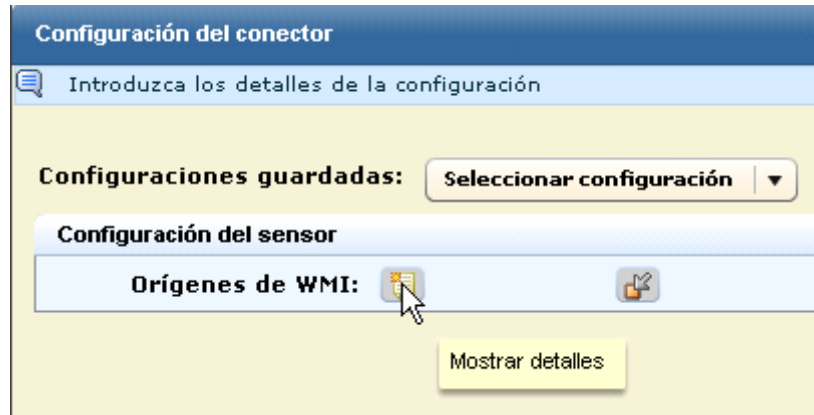 Configuración del conector
Introduzca los detalles de la configuración
Configuraciones guardadas: Seleccionar configuración
Configuración del sensor
Orígenes de WMI:
Mostrar detalles